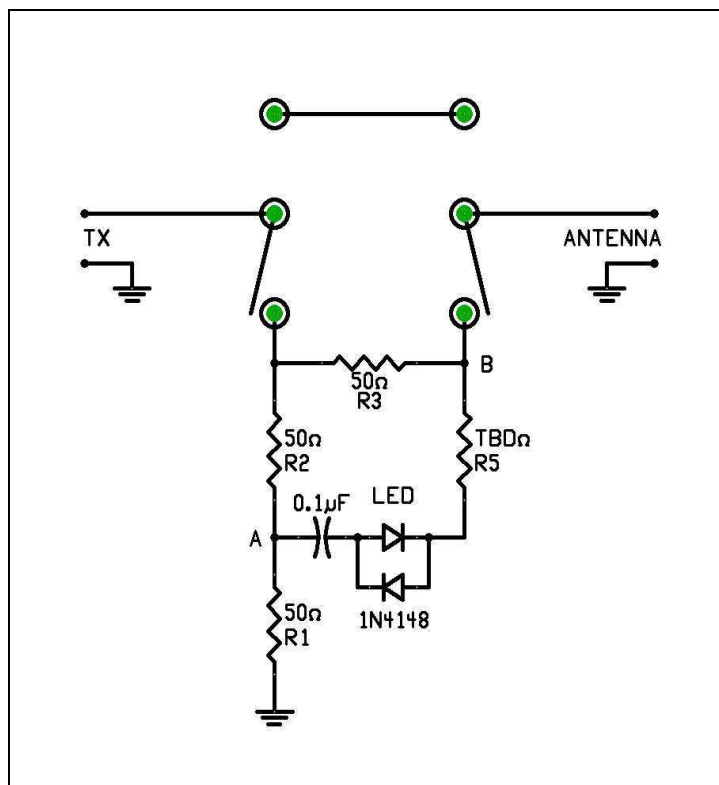 TX
ANTENNA
B
50Ω
R3
50Ω
R2
TBDΩ
R5
0.1µF
LED
A
1N4148
50Ω
R1